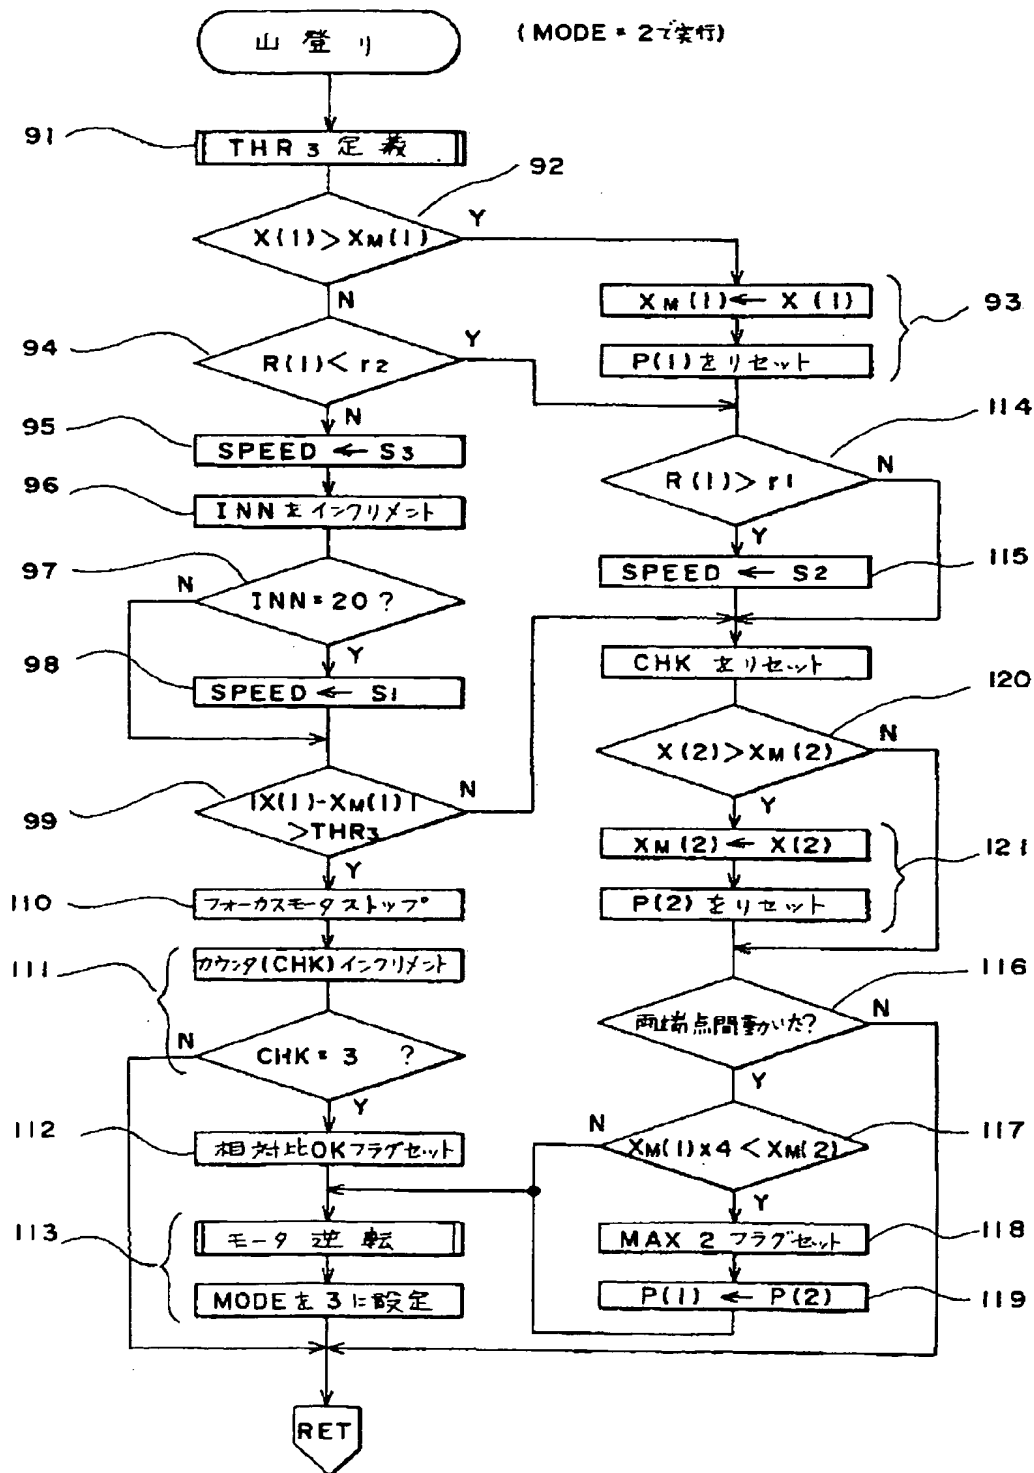 山登り
(MODE = 2で実行)
91
THR3 定義
92
X(1) > XM(1)
Y
N
XM(1) ← X(1)
P(1)をリセット
93
94
R(1) < r2
Y
N
95
SPEED ← S3
96
INNをインクリメント
97
INN = 20 ?
N
Y
98
SPEED ← S1
99
|X(1)-XM(1)|
>THR3
N
Y
110
フォーカスモータストップ
111
カウンタ(CHK)インクリメント
CHK = 3 ?
N
Y
112
相対比OKフラグセット
113
モータ逆転
MODEを3に設定
RET
114
R(1) > r1
N
Y
115
SPEED ← S2
CHKをリセット
120
X(2) > XM(2)
N
Y
XM(2) ← X(2)
P(2)をリセット
121
116
両端点間動いた?
N
Y
117
XM(1)x4 < XM(2)
N
Y
118
MAX 2 フラグセット
119
P(1) ← P(2)